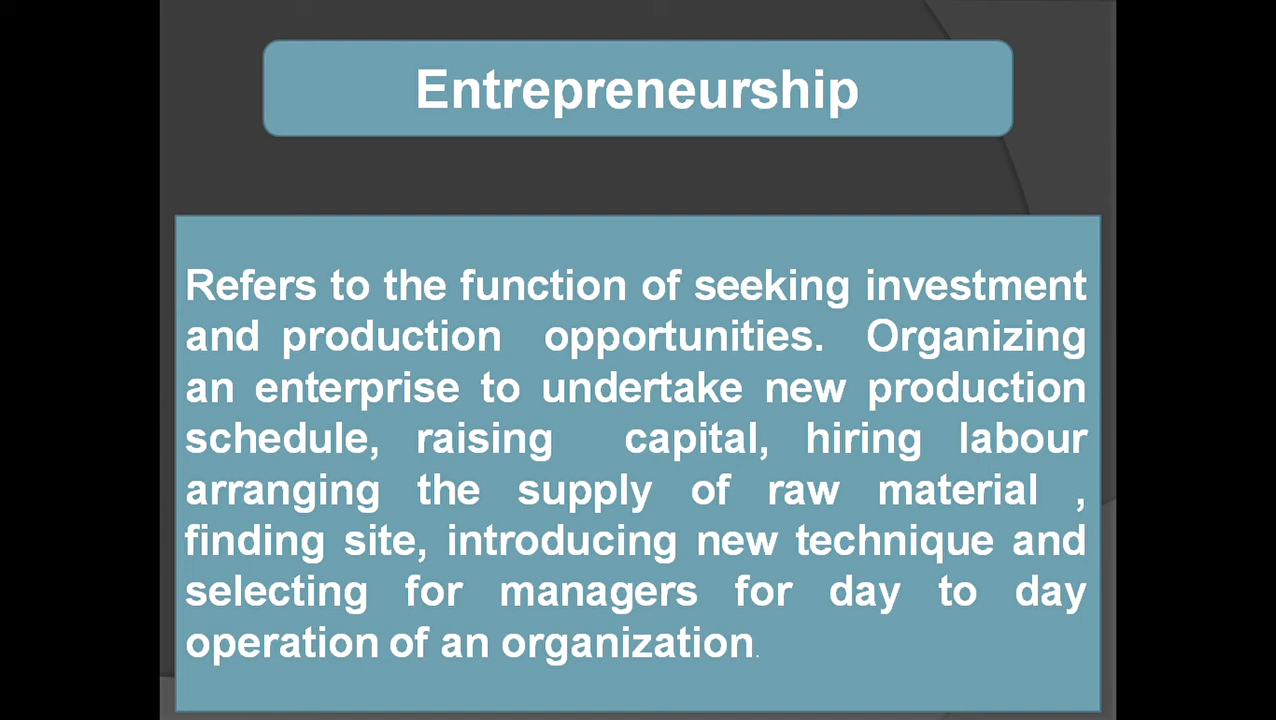 Entrepreneurship
Refers to the function of seeking investment
and production opportunities. Organizing
an enterprise to undertake new production
schedule, raising capital, hiring labour
arranging the supply of raw material ,
finding site, introducing new technique and
selecting for managers for day to day
operation of an organization.